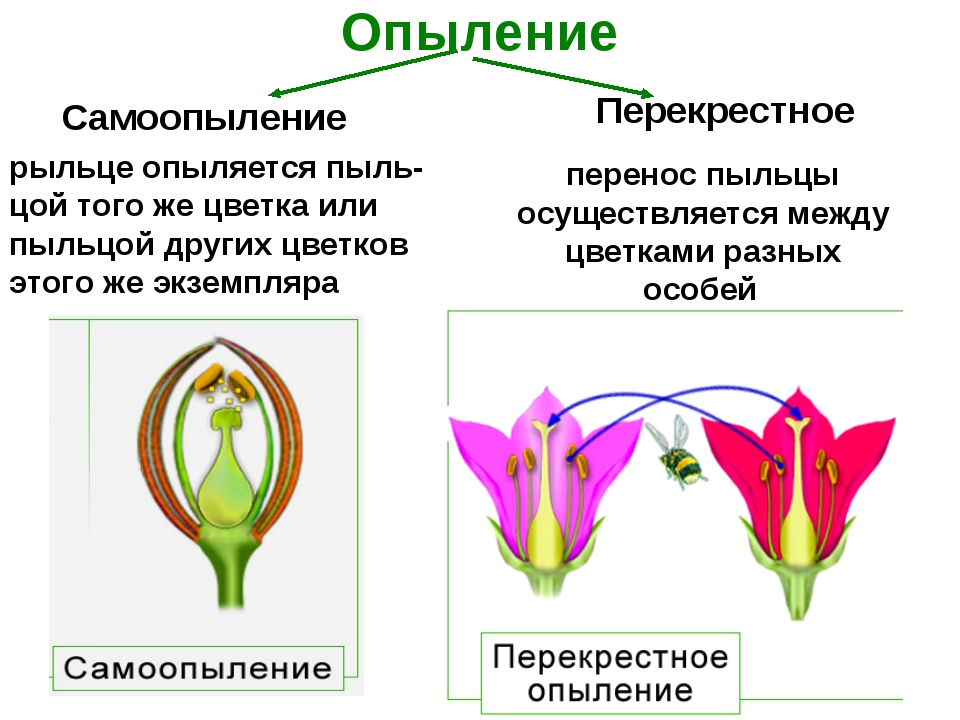 Опыление
Самоопыление
рыльце опыляется пыль-
цой того же цветка или
пыльцой других цветков
этого же экземпляра
Перекрестное
перенос пыльцы
осуществляется между
цветками разных
особей
Самоопыление
Перекрестное
опыление